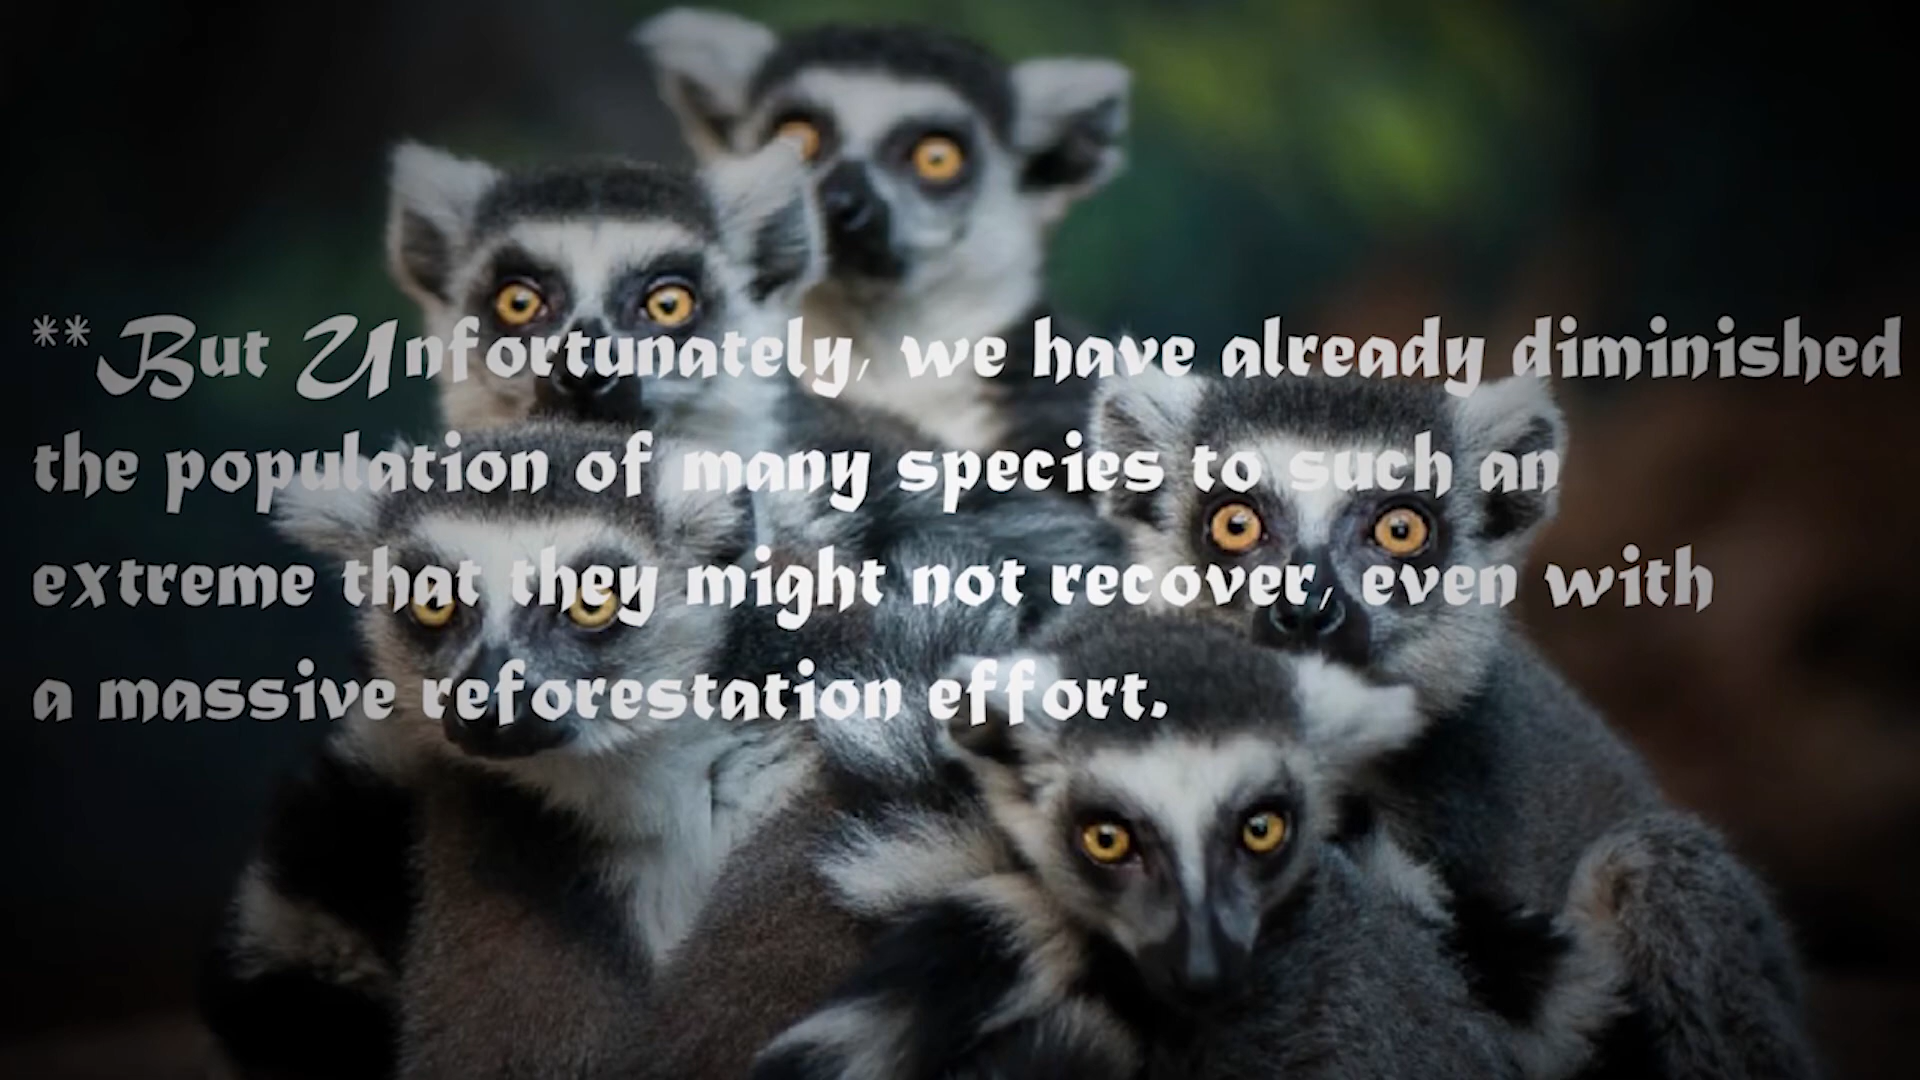 **But Unfortunately, we have already diminished
the population of many species to such an
extreme that they might not recover, even with
a massive reforestation effort.